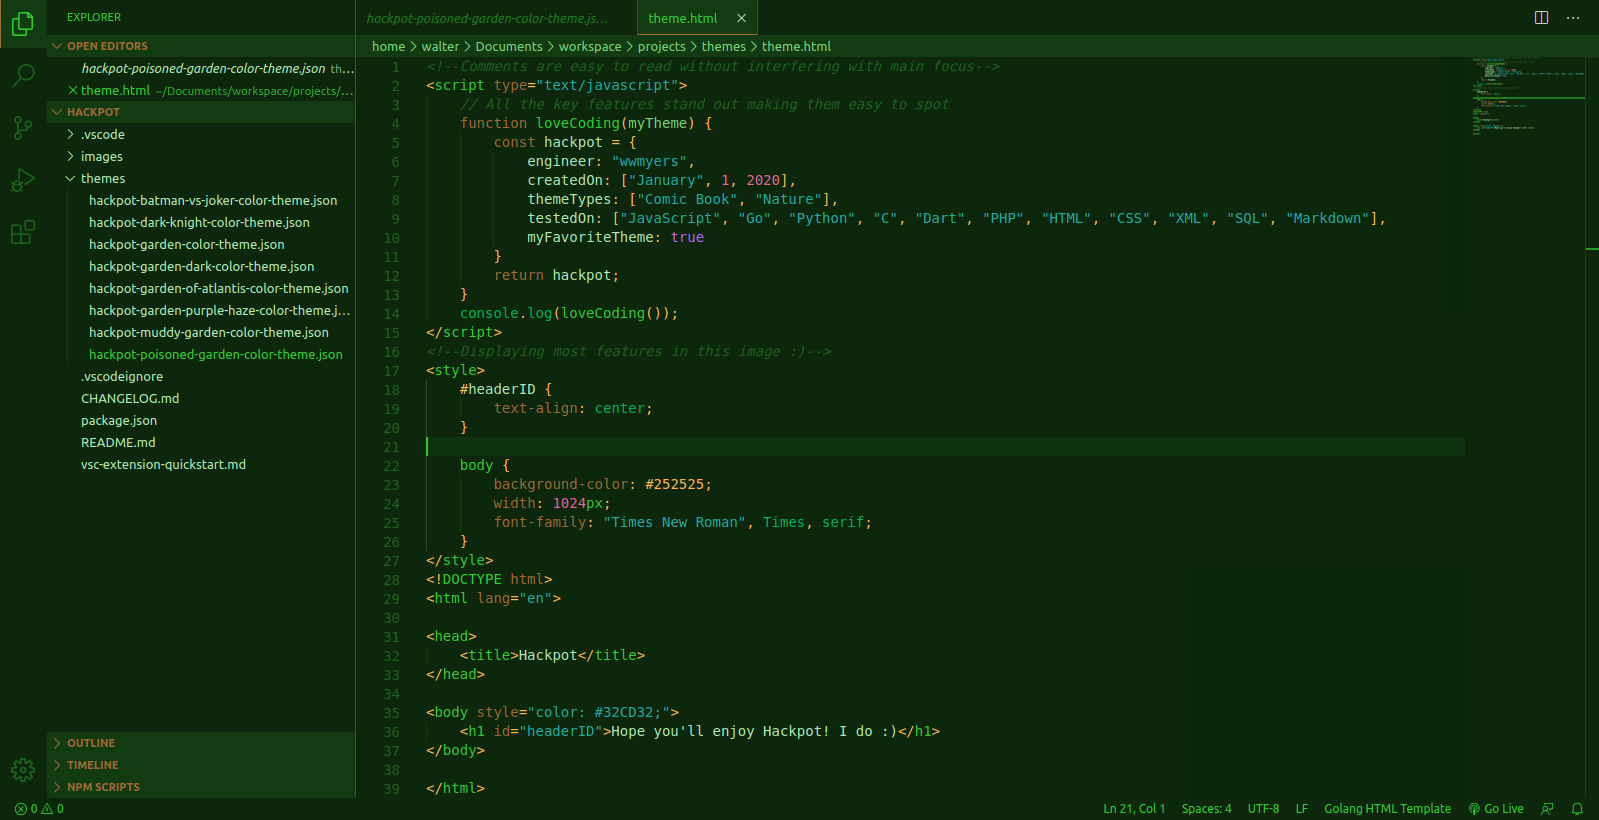 EXPLORER
OPEN EDITORS
hackpot-poisoned-garden-color-theme.json th...
theme.html ~/Documents/workspace/projects/...
HACKPOT
.vscode
images
themes
hackpot-batman-vs-joker-color-theme.json
hackpot-dark-knight-color-theme.json
hackpot-garden-color-theme.json
hackpot-garden-dark-color-theme.json
hackpot-garden-of-atlantis-color-theme.json
hackpot-garden-purple-haze-color-theme.j...
hackpot-muddy-garden-color-theme.json
hackpot-poisoned-garden-color-theme.json
.vscodeignore
CHANGELOG.md
package.json
README.md
vsc-extension-quickstart.md
OUTLINE
TIMELINE
NPM SCRIPTS
hackpot-poisoned-garden-color-theme.js... theme.html
home > walter > Documents > workspace > projects > themes > theme.html
1 <!--Comments are easy to read without interfering with main focus-->
2 <script type="text/javascript">
3     // All the key features stand out making them easy to spot
4     function loveCoding(myTheme) {
5         const hackpot = {
6             engineer: "wwmyers",
7             createdOn: ["January", 1, 2020],
8             themeTypes: ["Comic Book", "Nature"],
9             testedOn: ["JavaScript", "Go", "Python", "C", "Dart", "PHP", "HTML", "CSS", "XML", "SQL", "Markdown"],
10             myFavoriteTheme: true
11         }
12         return hackpot;
13     }
14     console.log(loveCoding());
15 </script>
16 <!--Displaying most features in this image :)-->
17 <style>
18     #headerID {
19         text-align: center;
20     }
21
22     body {
23         background-color: #252525;
24         width: 1024px;
25         font-family: "Times New Roman", Times, serif;
26     }
27 </style>
28 <!DOCTYPE html>
29 <html lang="en">
30
31 <head>
32     <title>Hackpot</title>
33 </head>
34
35 <body style="color: #32CD32;">
36     <h1 id="headerID">Hope you'll enjoy Hackpot! I do :)</h1>
37 </body>
38
39 </html>
0 0 Ln 21, Col 1 Spaces: 4 UTF-8 LF Golang HTML Template Go Live